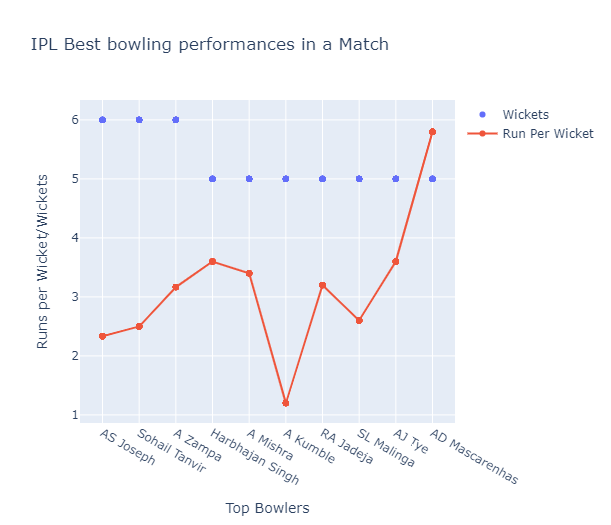 IPL Best bowling performances in a Match
Wickets
Run Per Wicket
Runs per Wicket/Wickets
6
5
4
3
2
1
AS Joseph
Sohail Tanvir
A Zampa
Harbhajan Singh
A Mishra
A Kumble
RA Jadeja
SL Malinga
AJ Tye
AD Mascarenhas
Top Bowlers